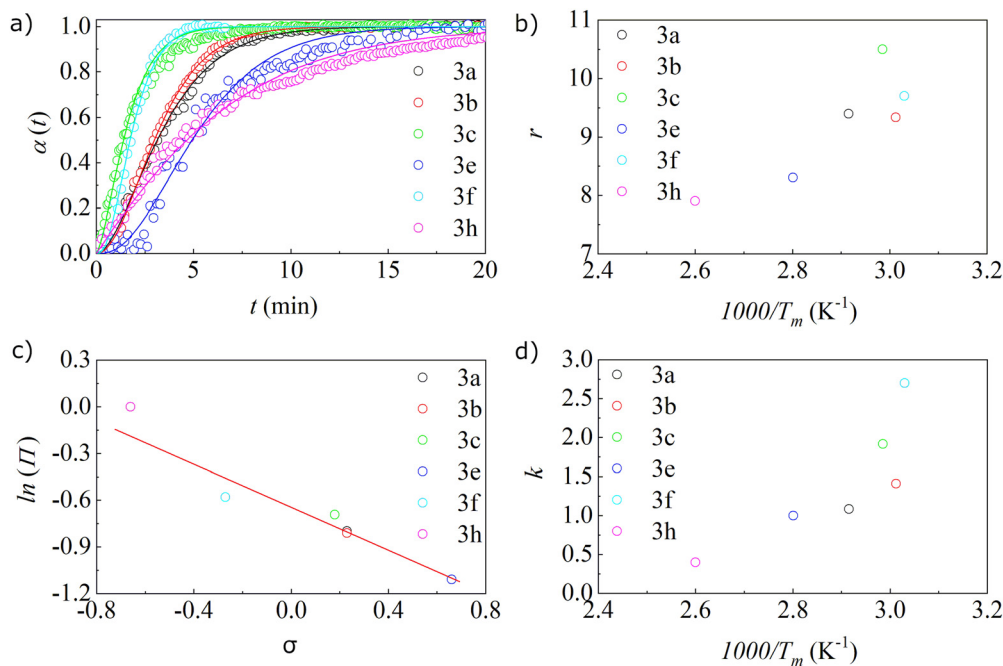 a)
1.0
0.8
0.6
0.4
0.2
0.0
α(t)
0
5
10
15
20
t (min)
3a
3b
3c
3e
3f
3h
b)
11
10
9
8
7
r
2.4
2.6
2.8
3.0
3.2
1000/Tm (K-1)
3a
3b
3c
3e
3f
3h
c)
0.3
0.0
-0.3
-0.6
-0.9
-1.2
ln (Π)
-0.8
-0.4
0.0
0.4
0.8
σ
3a
3b
3c
3e
3f
3h
d)
3.0
2.5
2.0
1.5
1.0
0.5
0.0
k
2.4
2.6
2.8
3.0
3.2
1000/Tm (K-1)
3a
3b
3c
3e
3f
3h